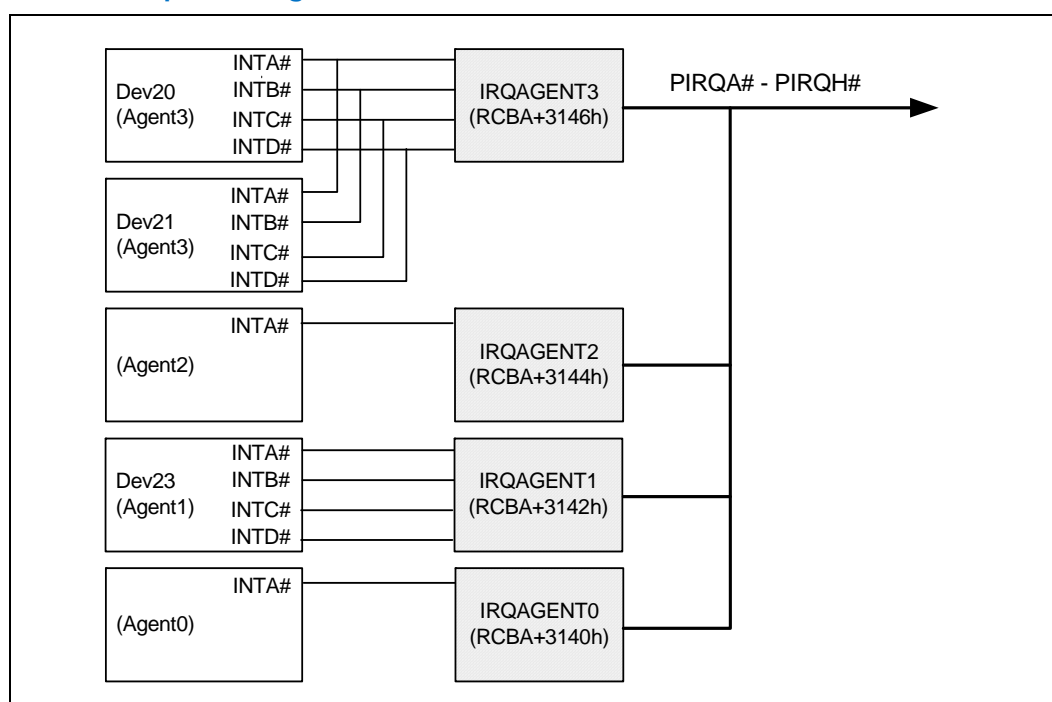 Dev20
(Agent3)
INTA#
INTB#
INTC#
INTD#
IRQAGENT3
(RCBA+3146h)
PIRQA# - PIRQH#
Dev21
(Agent3)
INTA#
INTB#
INTC#
INTD#
(Agent2)
INTA#
IRQAGENT2
(RCBA+3144h)
Dev23
(Agent1)
INTA#
INTB#
INTC#
INTD#
IRQAGENT1
(RCBA+3142h)
(Agent0)
INTA#
IRQAGENT0
(RCBA+3140h)